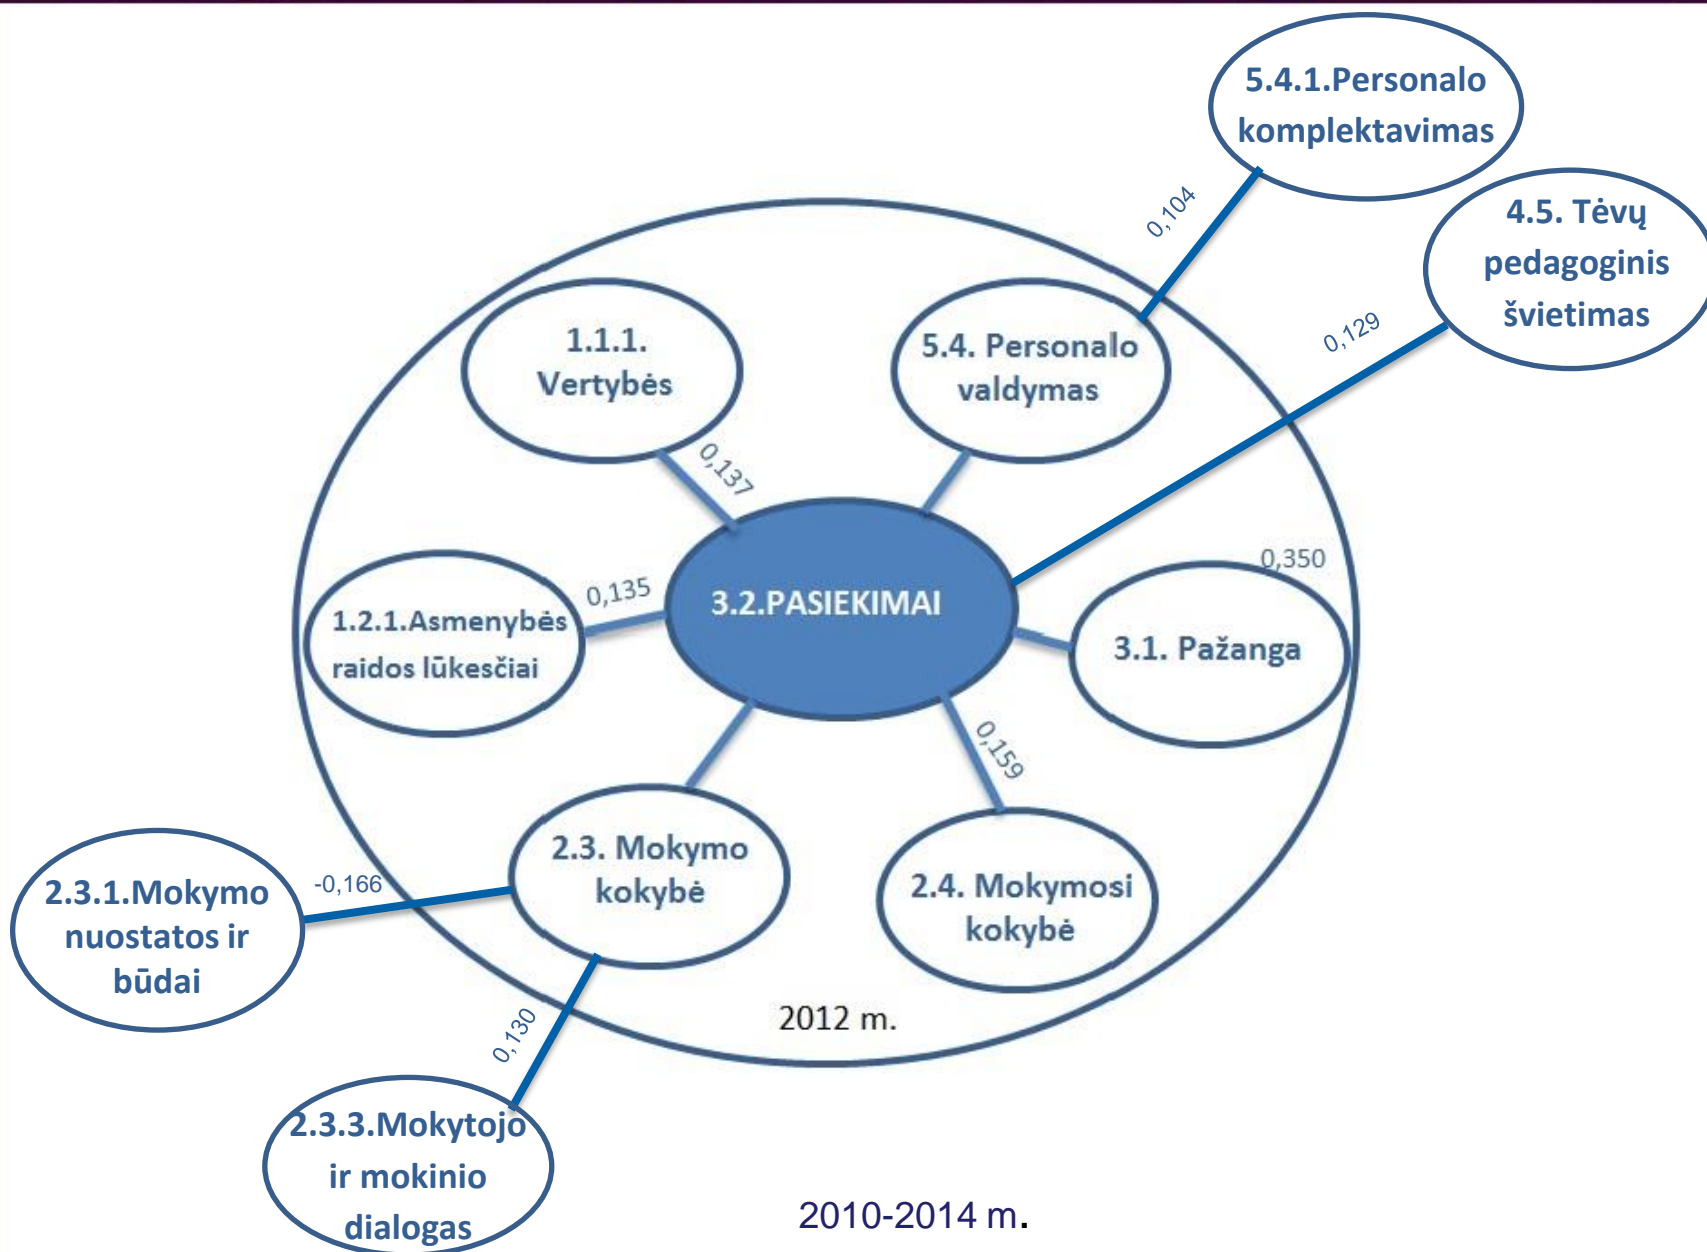 5.4.1.Personalo
komplektavimas
0,104
4.5. Tėvų
pedagoginis
švietimas
0,129
1.1.1.
Vertybės
5.4. Personalo
valdymas
0,137
0,350
0,135
3.2.PASIEKIMAI
1.2.1.Asmenybės
raidos lūkesčiai
3.1. Pažanga
0,159
2.3. Mokymo
kokybė
2.4. Mokymosi
kokybė
-0,166
2.3.1.Mokymo
nuostatos ir
būdai
2012 m.
0,130
2.3.3.Mokytojo
ir mokinio
dialogas
2010-2014 m.